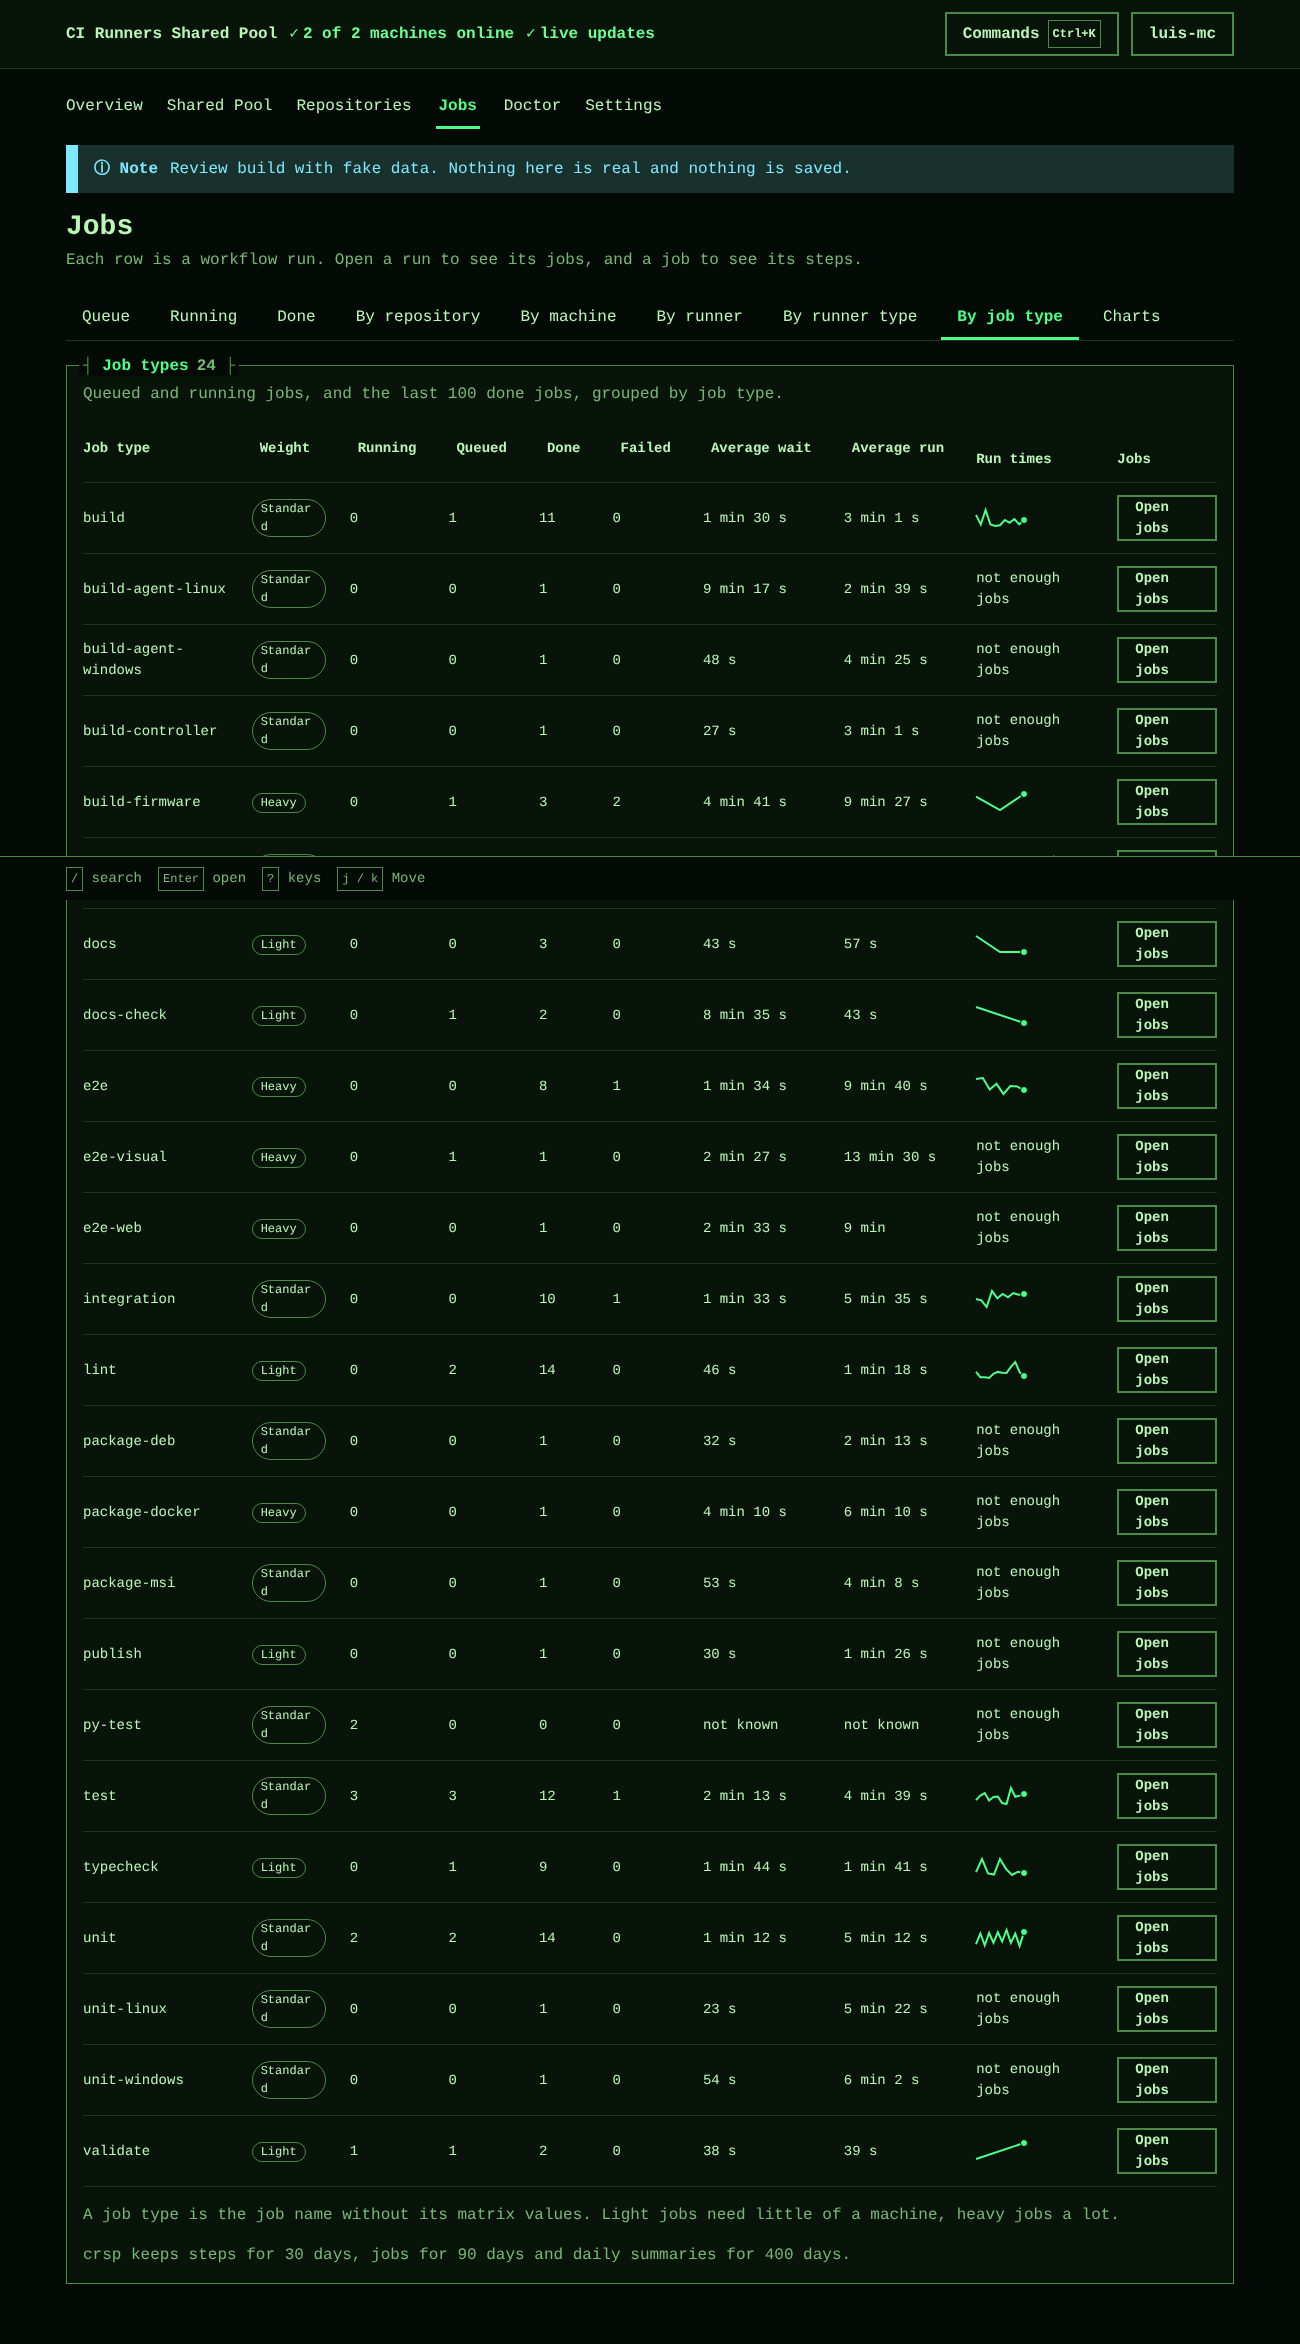 CI Runners Shared Pool ✓ 2 of 2 machines online ✓ live updates Commands Ctrl+K luis-mc
Overview Shared Pool Repositories Jobs Doctor Settings
ⓘ Note Review build with fake data. Nothing here is real and nothing is saved.
Jobs
Each row is a workflow run. Open a run to see its jobs, and a job to see its steps.
Queue Running Done By repository By machine By runner By runner type By job type Charts
Job types 24
Queued and running jobs, and the last 100 done jobs, grouped by job type.
Job type Weight Running Queued Done Failed Average wait Average run Run times Jobs
build Standard 0 1 11 0 1 min 30 s 3 min 1 s Open jobs
build-agent-linux Standard 0 0 1 0 9 min 17 s 2 min 39 s not enough jobs Open jobs
build-agent-windows Standard 0 0 1 0 48 s 4 min 25 s not enough jobs Open jobs
build-controller Standard 0 0 1 0 27 s 3 min 1 s not enough jobs Open jobs
build-firmware Heavy 0 1 3 2 4 min 41 s 9 min 27 s Open jobs
/ search Enter open ? keys j / k Move
docs Light 0 0 3 0 43 s 57 s Open jobs
docs-check Light 0 1 2 0 8 min 35 s 43 s Open jobs
e2e Heavy 0 0 8 1 1 min 34 s 9 min 40 s Open jobs
e2e-visual Heavy 0 1 1 0 2 min 27 s 13 min 30 s not enough jobs Open jobs
e2e-web Heavy 0 0 1 0 2 min 33 s 9 min not enough jobs Open jobs
integration Standard 0 0 10 1 1 min 33 s 5 min 35 s Open jobs
lint Light 0 2 14 0 46 s 1 min 18 s Open jobs
package-deb Standard 0 0 1 0 32 s 2 min 13 s not enough jobs Open jobs
package-docker Heavy 0 0 1 0 4 min 10 s 6 min 10 s not enough jobs Open jobs
package-msi Standard 0 0 1 0 53 s 4 min 8 s not enough jobs Open jobs
publish Light 0 0 1 0 30 s 1 min 26 s not enough jobs Open jobs
py-test Standard 2 0 0 0 not known not known not enough jobs Open jobs
test Standard 3 3 12 1 2 min 13 s 4 min 39 s Open jobs
typecheck Light 0 1 9 0 1 min 44 s 1 min 41 s Open jobs
unit Standard 2 2 14 0 1 min 12 s 5 min 12 s Open jobs
unit-linux Standard 0 0 1 0 23 s 5 min 22 s not enough jobs Open jobs
unit-windows Standard 0 0 1 0 54 s 6 min 2 s not enough jobs Open jobs
validate Light 1 1 2 0 38 s 39 s Open jobs
A job type is the job name without its matrix values. Light jobs need little of a machine, heavy jobs a lot.
crsp keeps steps for 30 days, jobs for 90 days and daily summaries for 400 days.